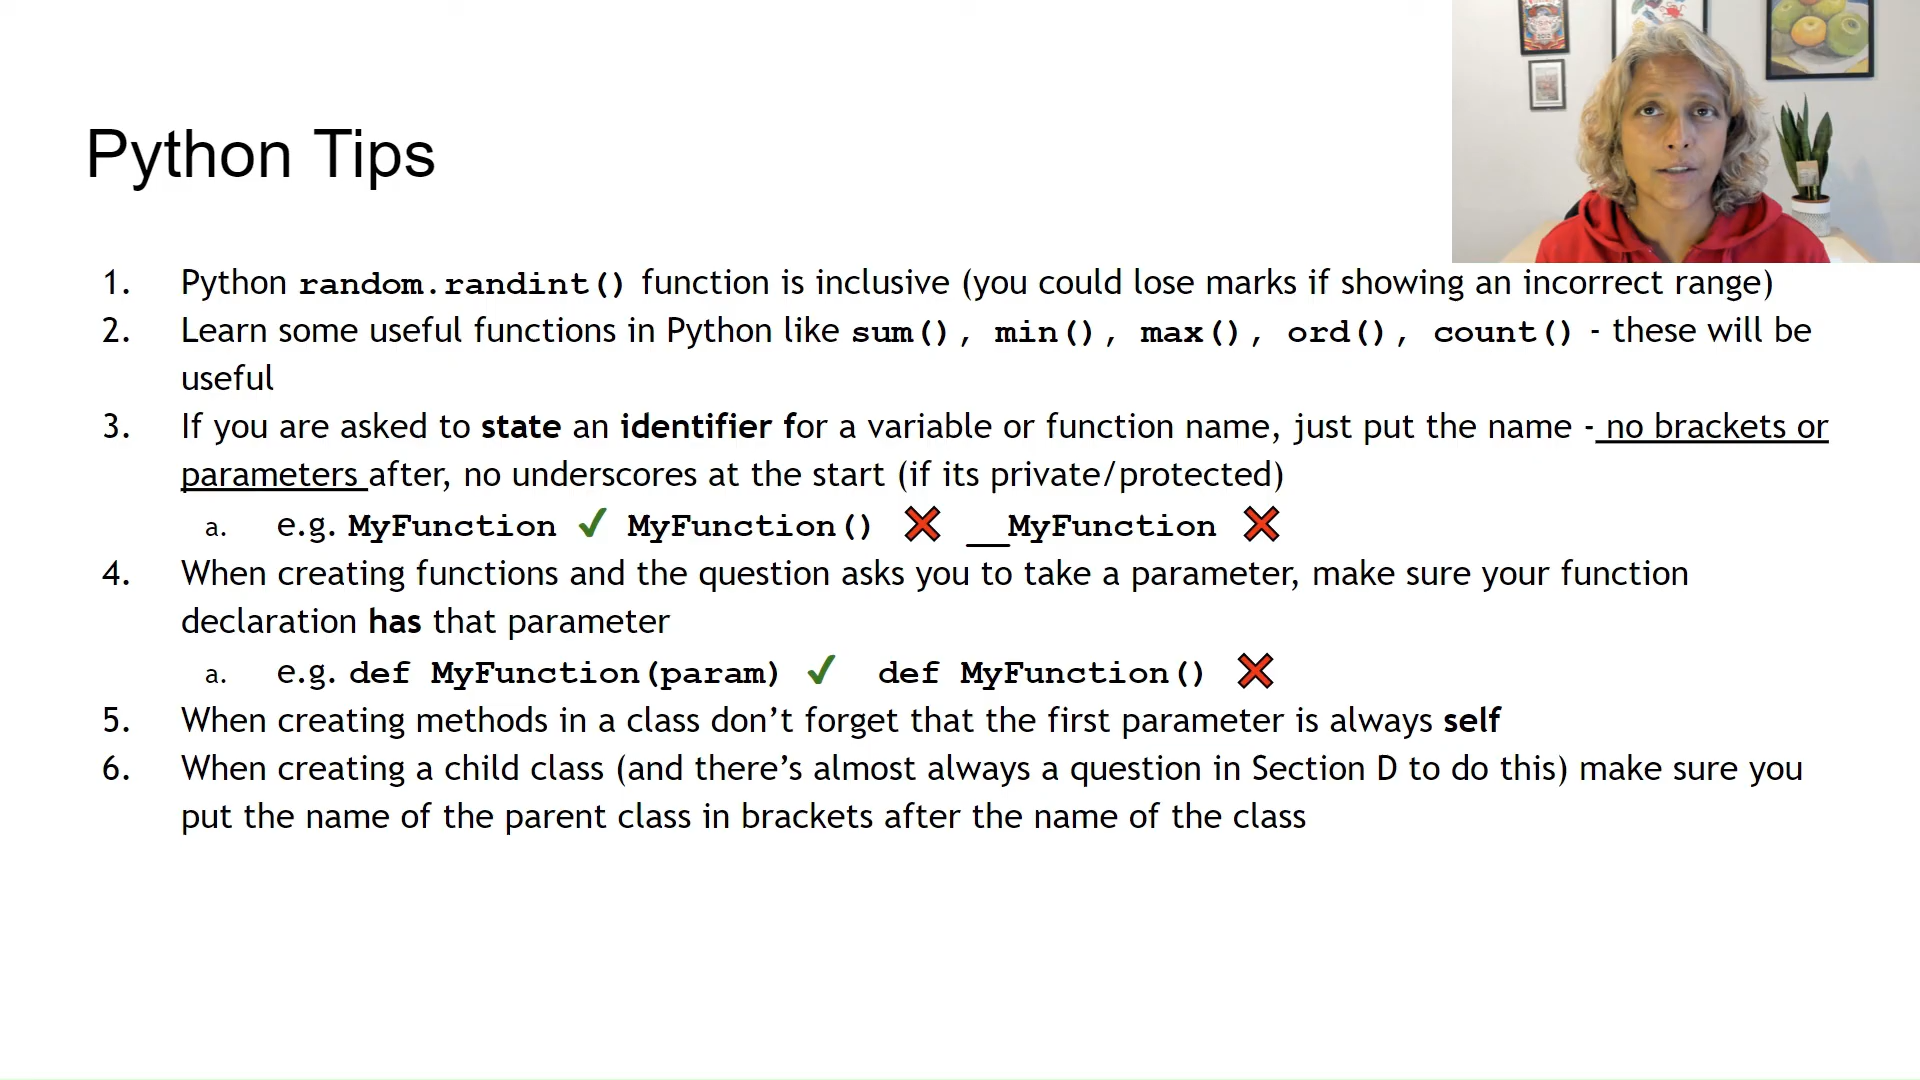 Python Tips
1. Python random.randint() function is inclusive (you could lose marks if showing an incorrect range)
2. Learn some useful functions in Python like sum(), min(), max(), ord(), count() - these will be
useful
3. If you are asked to state an identifier for a variable or function name, just put the name - no brackets or
parameters after, no underscores at the start (if its private/protected)
a. e.g. MyFunction ✔ MyFunction() ❌ __MyFunction ❌
4. When creating functions and the question asks you to take a parameter, make sure your function
declaration has that parameter
a. e.g. def MyFunction(param) ✔ def MyFunction() ❌
5. When creating methods in a class don’t forget that the first parameter is always self
6. When creating a child class (and there’s almost always a question in Section D to do this) make sure you
put the name of the parent class in brackets after the name of the class